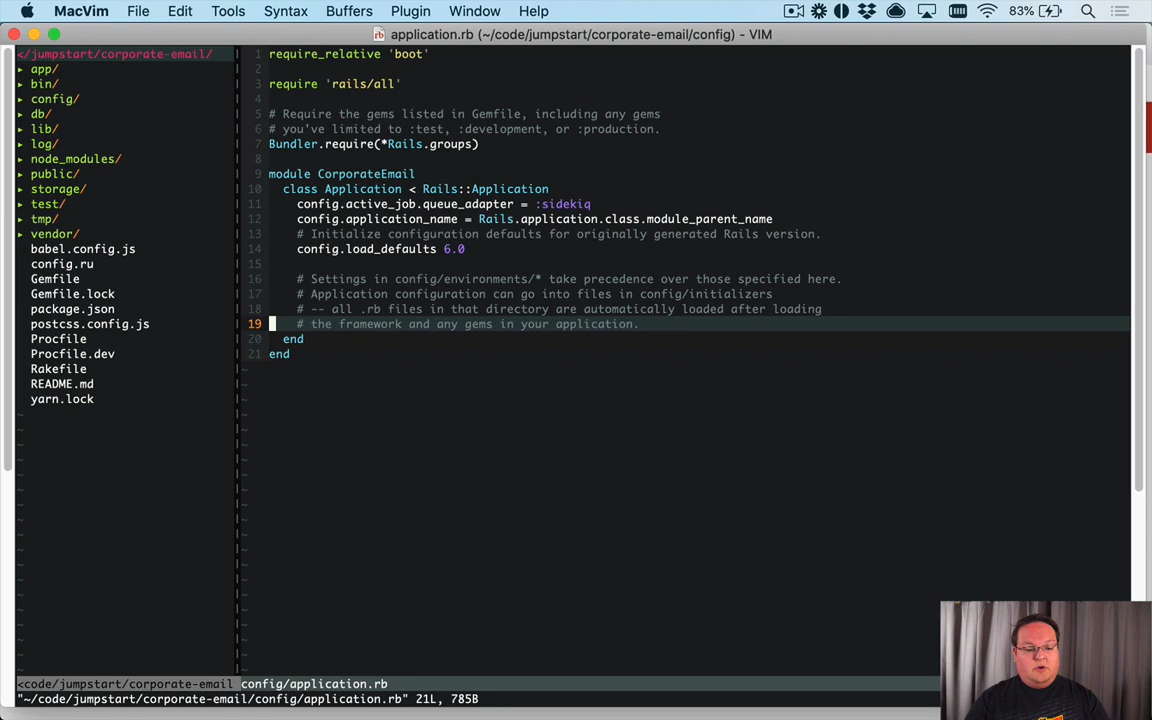 MacVim File Edit Tools Syntax Buffers Plugin Window Help 83%
application.rb (~/code/jumpstart/corporate-email/config) - VIM
</jumpstart/corporate-email/
▸ app/
▸ bin/
▸ config/
▸ db/
▸ lib/
▸ log/
▸ node_modules/
▸ public/
▸ storage/
▸ test/
▸ tmp/
▸ vendor/
babel.config.js
config.ru
Gemfile
Gemfile.lock
package.json
postcss.config.js
Procfile
Procfile.dev
Rakefile
README.md
yarn.lock
1 require_relative 'boot'
2
3 require 'rails/all'
4
5 # Require the gems listed in Gemfile, including any gems
6 # you've limited to :test, :development, or :production.
7 Bundler.require(*Rails.groups)
8
9 module CorporateEmail
10   class Application < Rails::Application
11     config.active_job.queue_adapter = :sidekiq
12     config.application_name = Rails.application.class.module_parent_name
13     # Initialize configuration defaults for originally generated Rails version.
14     config.load_defaults 6.0
15
16     # Settings in config/environments/* take precedence over those specified here.
17     # Application configuration can go into files in config/initializers
18     # -- all .rb files in that directory are automatically loaded after loading
19     # the framework and any gems in your application.
20   end
21 end
<code/jumpstart/corporate-email config/application.rb
"~/code/jumpstart/corporate-email/config/application.rb" 21L, 785B